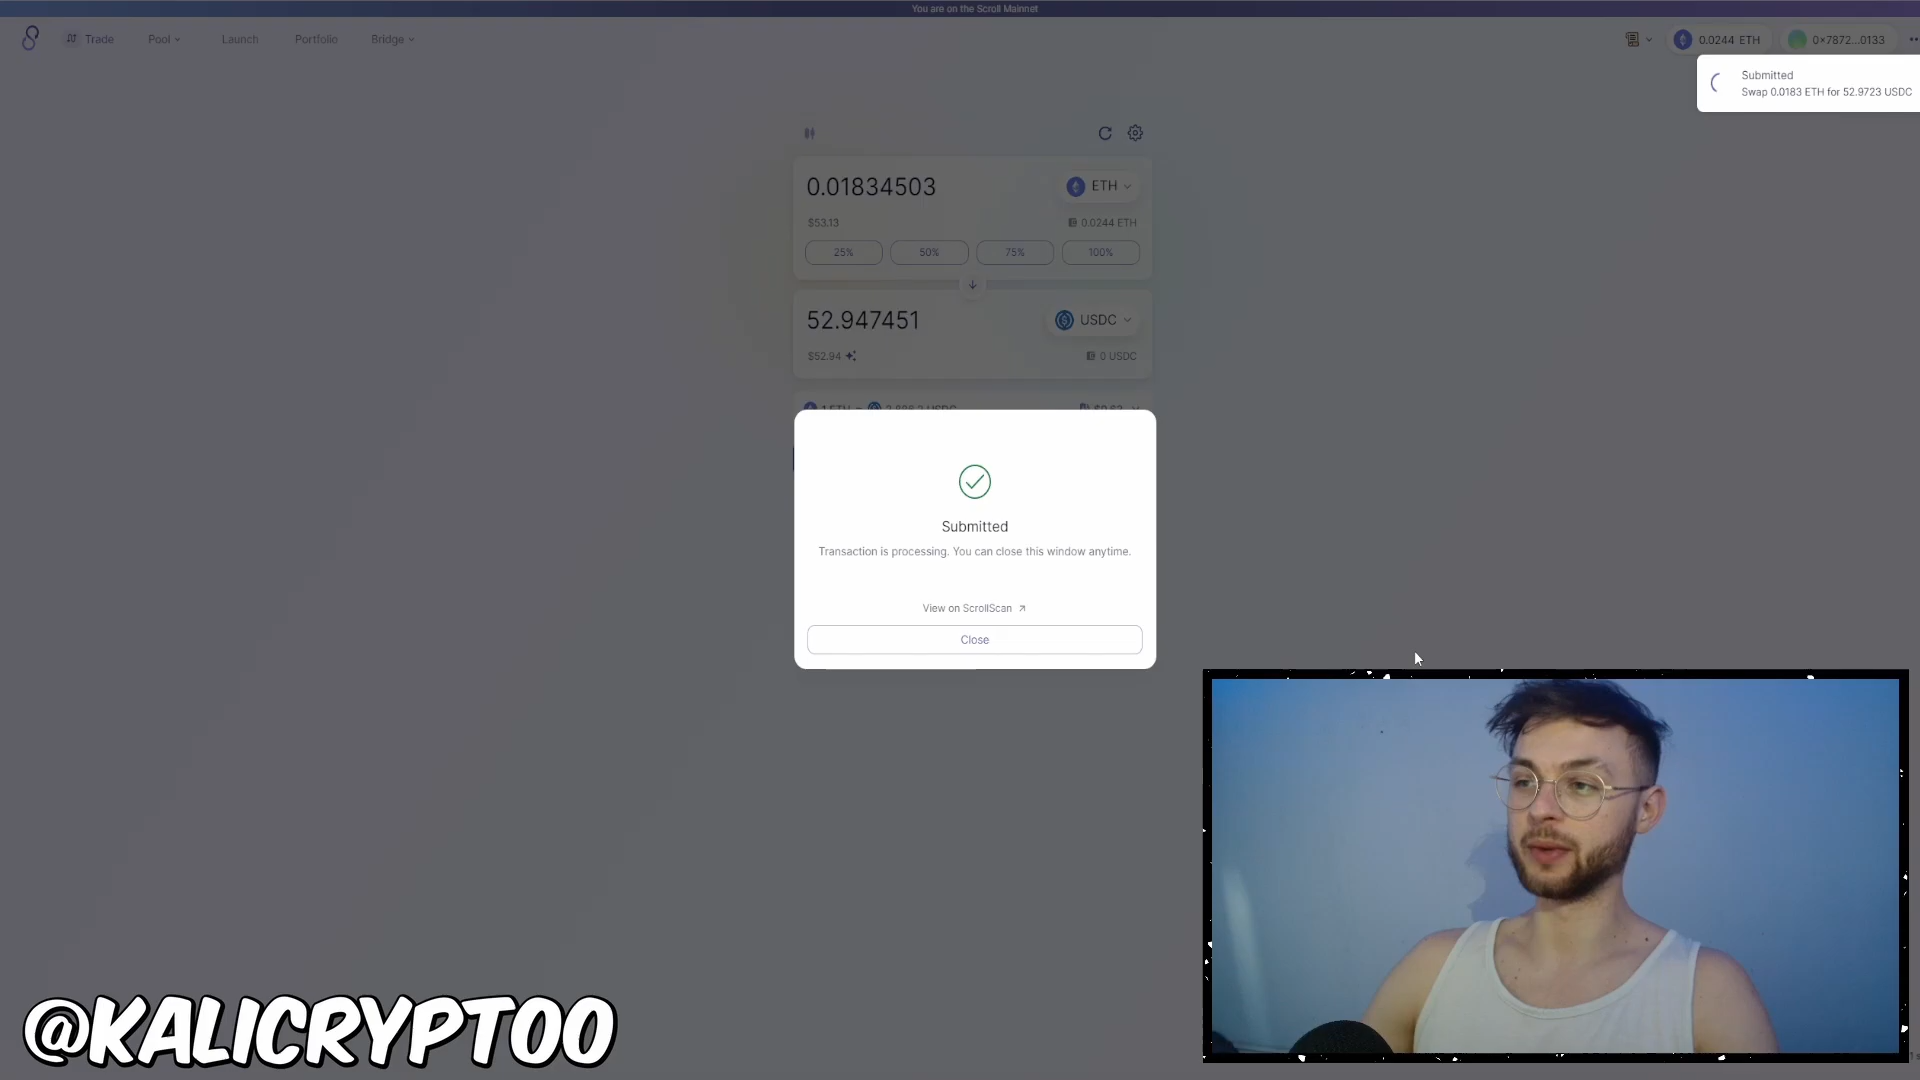 You are on the Scroll Mainnet
Trade
Pool
Launch
Portfolio
Bridge
0.0244 ETH
0×7872...0133
Submitted
Swap 0.0183 ETH for 52.9723 USDC
0.01834503
ETH
$53.13
0.0244 ETH
25%
50%
75%
100%
52.947451
USDC
$52.94
0 USDC
Submitted
Transaction is processing. You can close this window anytime.
View on ScrollScan
Close
@KALICRYPTOO